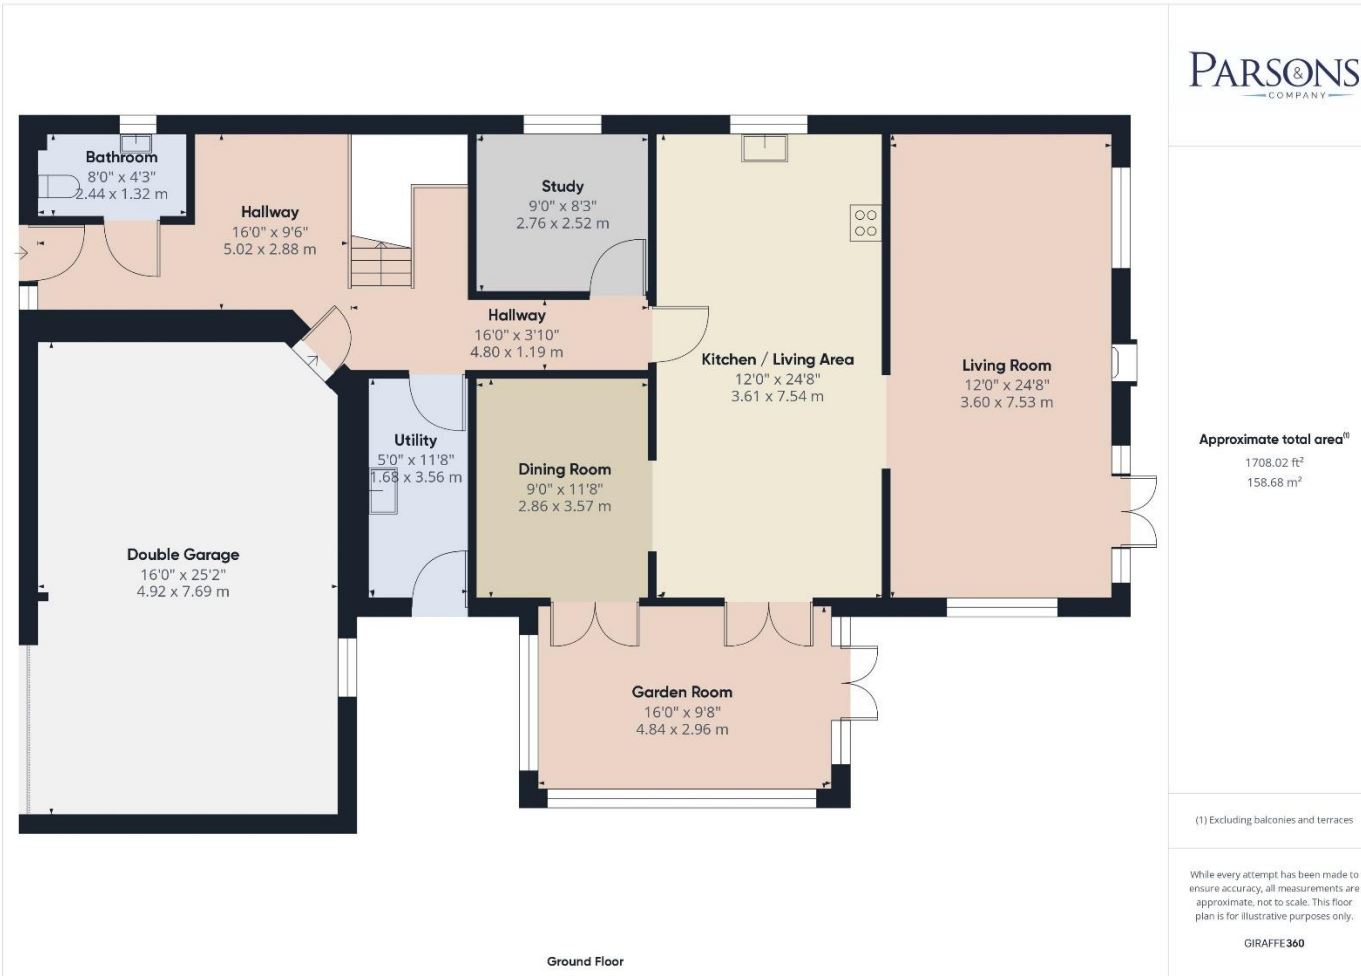 PARSONS
&
COMPANY
Bathroom
8'0" x 4'3"
2.44 x 1.32 m
Hallway
16'0" x 9'6"
5.02 x 2.88 m
Study
9'0" x 8'3"
2.76 x 2.52 m
Hallway
16'0" x 3'10"
4.80 x 1.19 m
Kitchen / Living Area
12'0" x 24'8"
3.61 x 7.54 m
Living Room
12'0" x 24'8"
3.60 x 7.53 m
Utility
5'0" x 11'8"
1.68 x 3.56 m
Dining Room
9'0" x 11'8"
2.86 x 3.57 m
Double Garage
16'0" x 25'2"
4.92 x 7.69 m
Garden Room
16'0" x 9'8"
4.84 x 2.96 m
Ground Floor
Approximate total area⁽¹⁾
1708.02 ft²
158.68 m²
(1) Excluding balconies and terraces
While every attempt has been made to
ensure accuracy, all measurements are
approximate, not to scale. This floor
plan is for illustrative purposes only.
GIRAFFE360